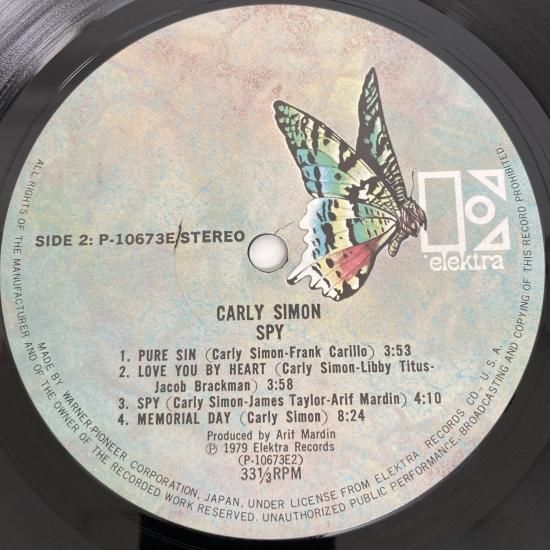 elektra
SIDE 2: P-10673E/STEREO
CARLY SIMON
SPY
1. PURE SIN (Carly Simon-Frank Carillo) 3:53
2. LOVE YOU BY HEART (Carly Simon-Libby Titus-
Jacob Brackman) 3:58
3. SPY (Carly Simon-James Taylor-Arif Mardin) 4:10
4. MEMORIAL DAY (Carly Simon) 8:24
Produced by Arif Mardin
℗ 1979 Elektra Records
(P-10673E2)
33⅓RPM
MADE BY WARNER-PIONEER CORPORATION, JAPAN, UNDER LICENSE FROM ELEKTRA RECORDS CO., U.S.A.
ALL RIGHTS OF THE MANUFACTURER AND OF THE OWNER OF THE RECORDED WORK RESERVED. UNAUTHORIZED PUBLIC PERFORMANCE, BROADCASTING AND COPYING OF THIS RECORD PROHIBITED